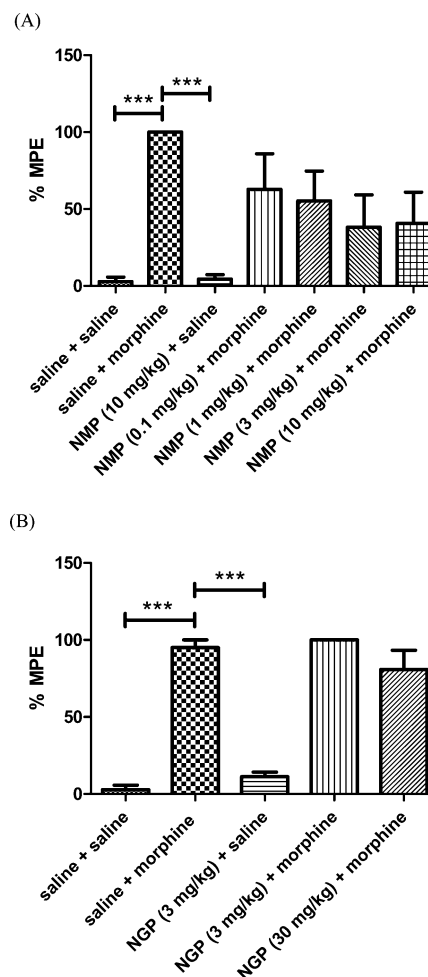 (A)
150
100
50
0
% MPE
***
***
saline + saline
saline + morphine
NMP (10 mg/kg) + saline
NMP (0.1 mg/kg) + morphine
NMP (1 mg/kg) + morphine
NMP (3 mg/kg) + morphine
NMP (10 mg/kg) + morphine
(B)
150
100
50
0
% MPE
***
***
saline + saline
saline + morphine
NGP (3 mg/kg) + saline
NGP (3 mg/kg) + morphine
NGP (30 mg/kg) + morphine